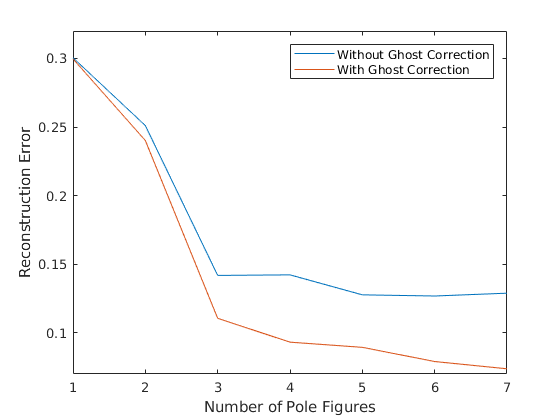 Without Ghost Correction
With Ghost Correction
0.3
0.25
0.2
0.15
0.1
Reconstruction Error
1 2 3 4 5 6 7
Number of Pole Figures